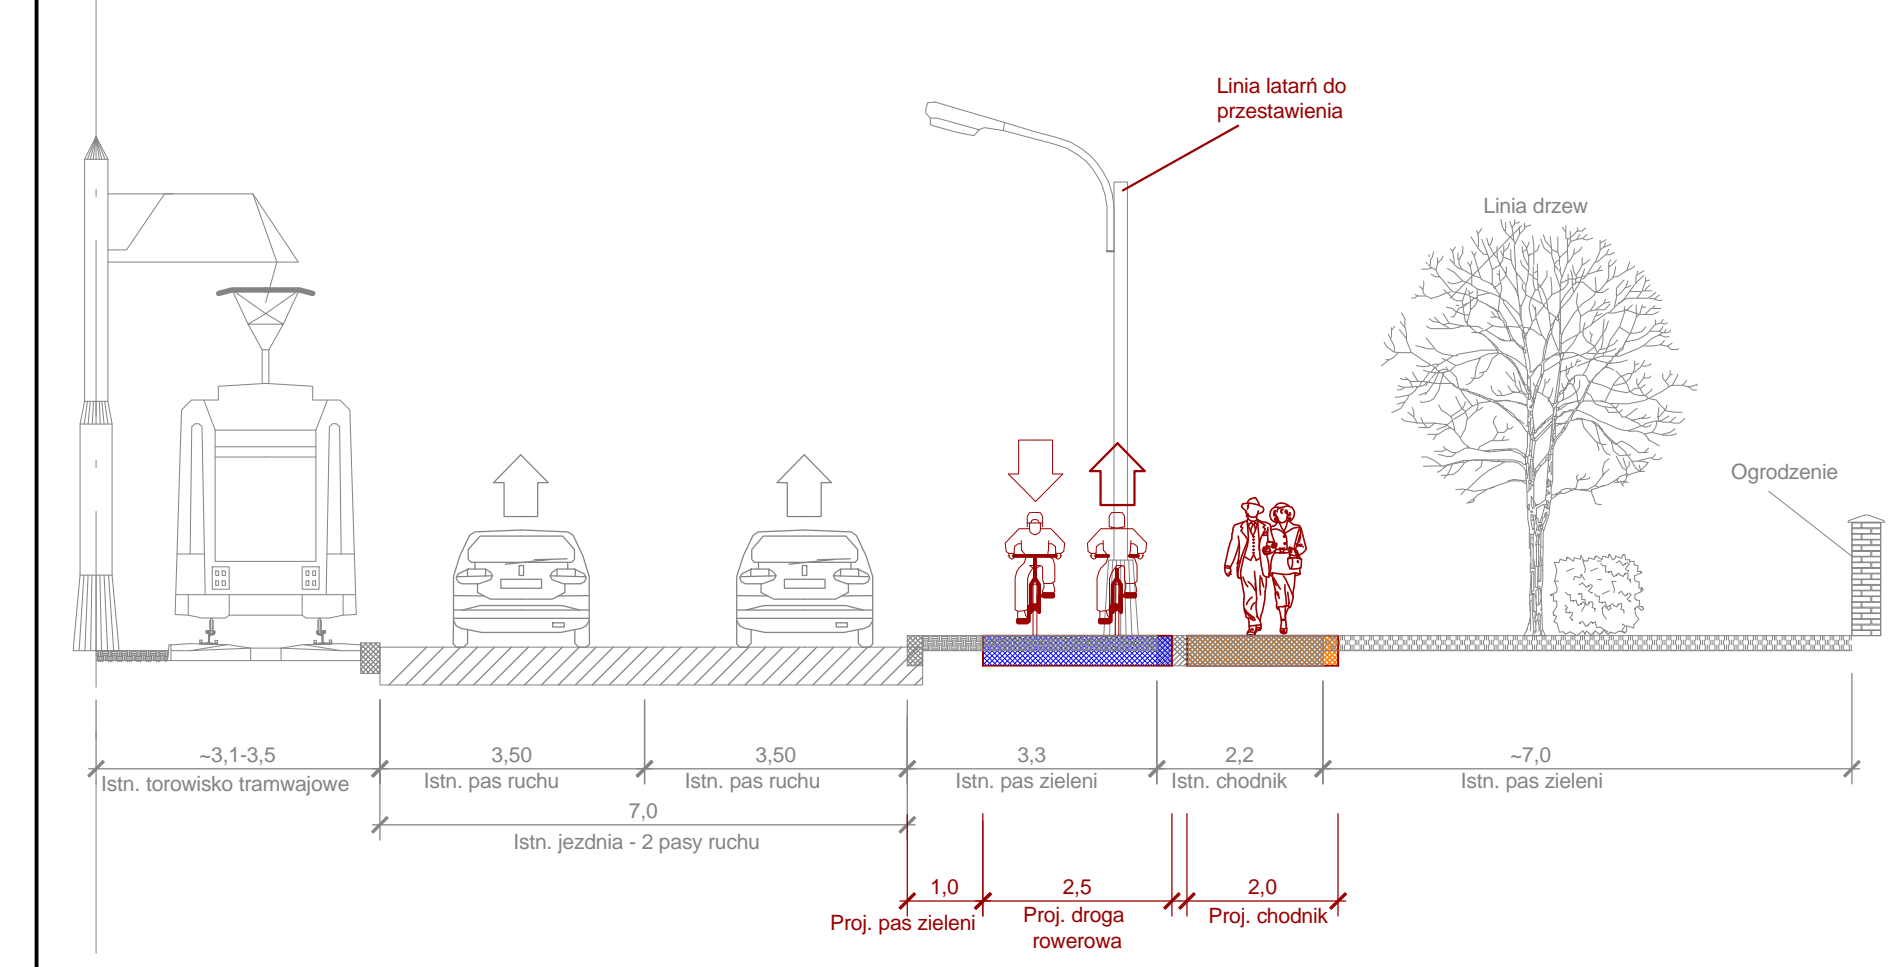 Linia latarń do
przestawienia
Linia drzew
Ogrodzenie
~3,1-3,5
Istn. torowisko tramwajowe
3,50
Istn. pas ruchu
3,50
Istn. pas ruchu
3,3
Istn. pas zieleni
2,2
Istn. chodnik
~7,0
Istn. pas zieleni
7,0
Istn. jezdnia - 2 pasy ruchu
1,0
Proj. pas zieleni
2,5
Proj. droga
rowerowa
2,0
Proj. chodnik